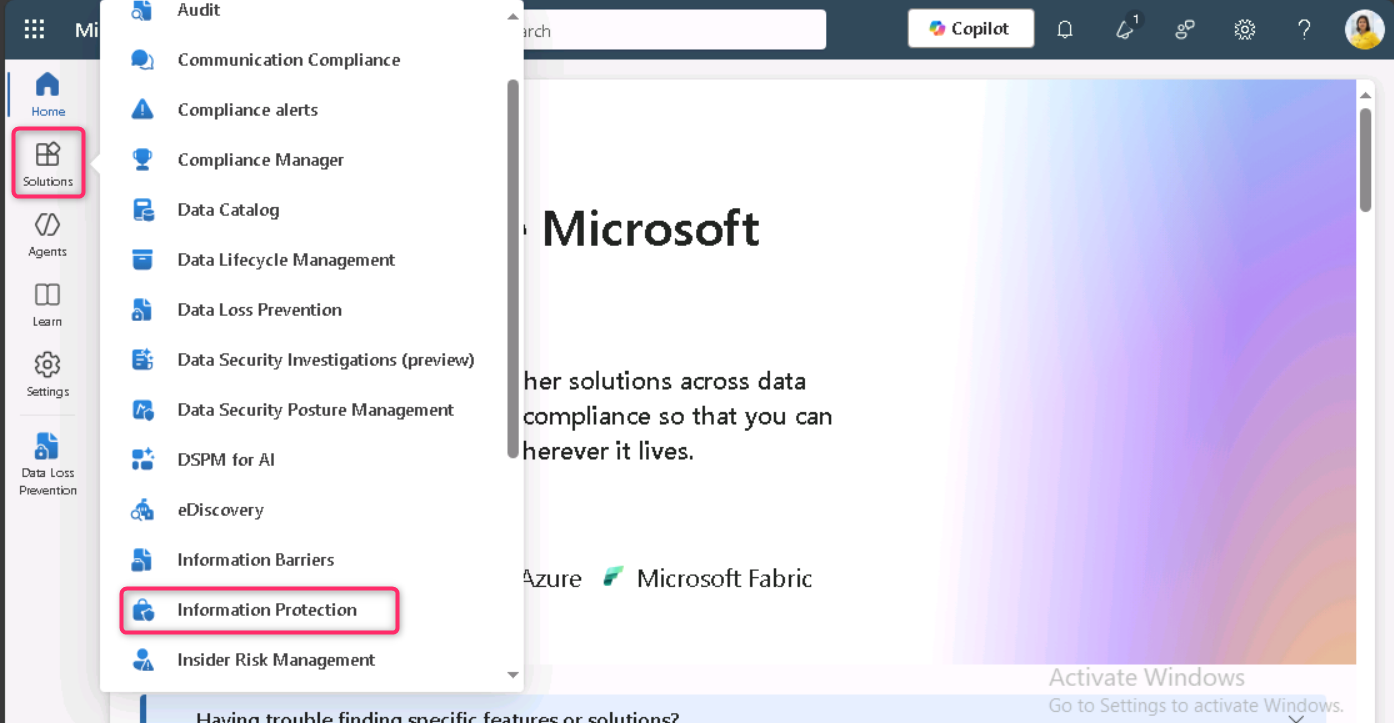 Mi
arch
Copilot
1
Home
Solutions
Agents
Learn
Settings
Data Loss
Prevention
Audit
Communication Compliance
Compliance alerts
Compliance Manager
Data Catalog
Data Lifecycle Management
Data Loss Prevention
Data Security Investigations (preview)
Data Security Posture Management
DSPM for AI
eDiscovery
Information Barriers
Information Protection
Insider Risk Management
Microsoft
her solutions across data
compliance so that you can
herever it lives.
Azure Microsoft Fabric
Activate Windows
Go to Settings to activate Windows.
Having trouble finding specific features or solutions?